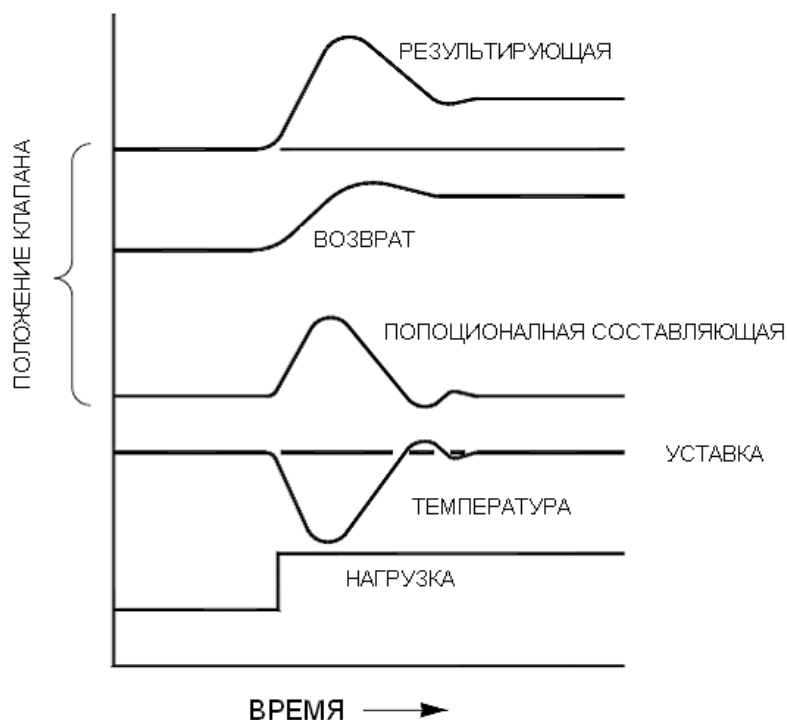 РЕЗУЛЬТИРУЮЩАЯ
ПОЛОЖЕНИЕ КЛАПАНА
ВОЗВРАТ
ПОПОЦИОНАЛНАЯ СОСТАВЛЯЮЩАЯ
УСТАВКА
ТЕМПЕРАТУРА
НАГРУЗКА
ВРЕМЯ